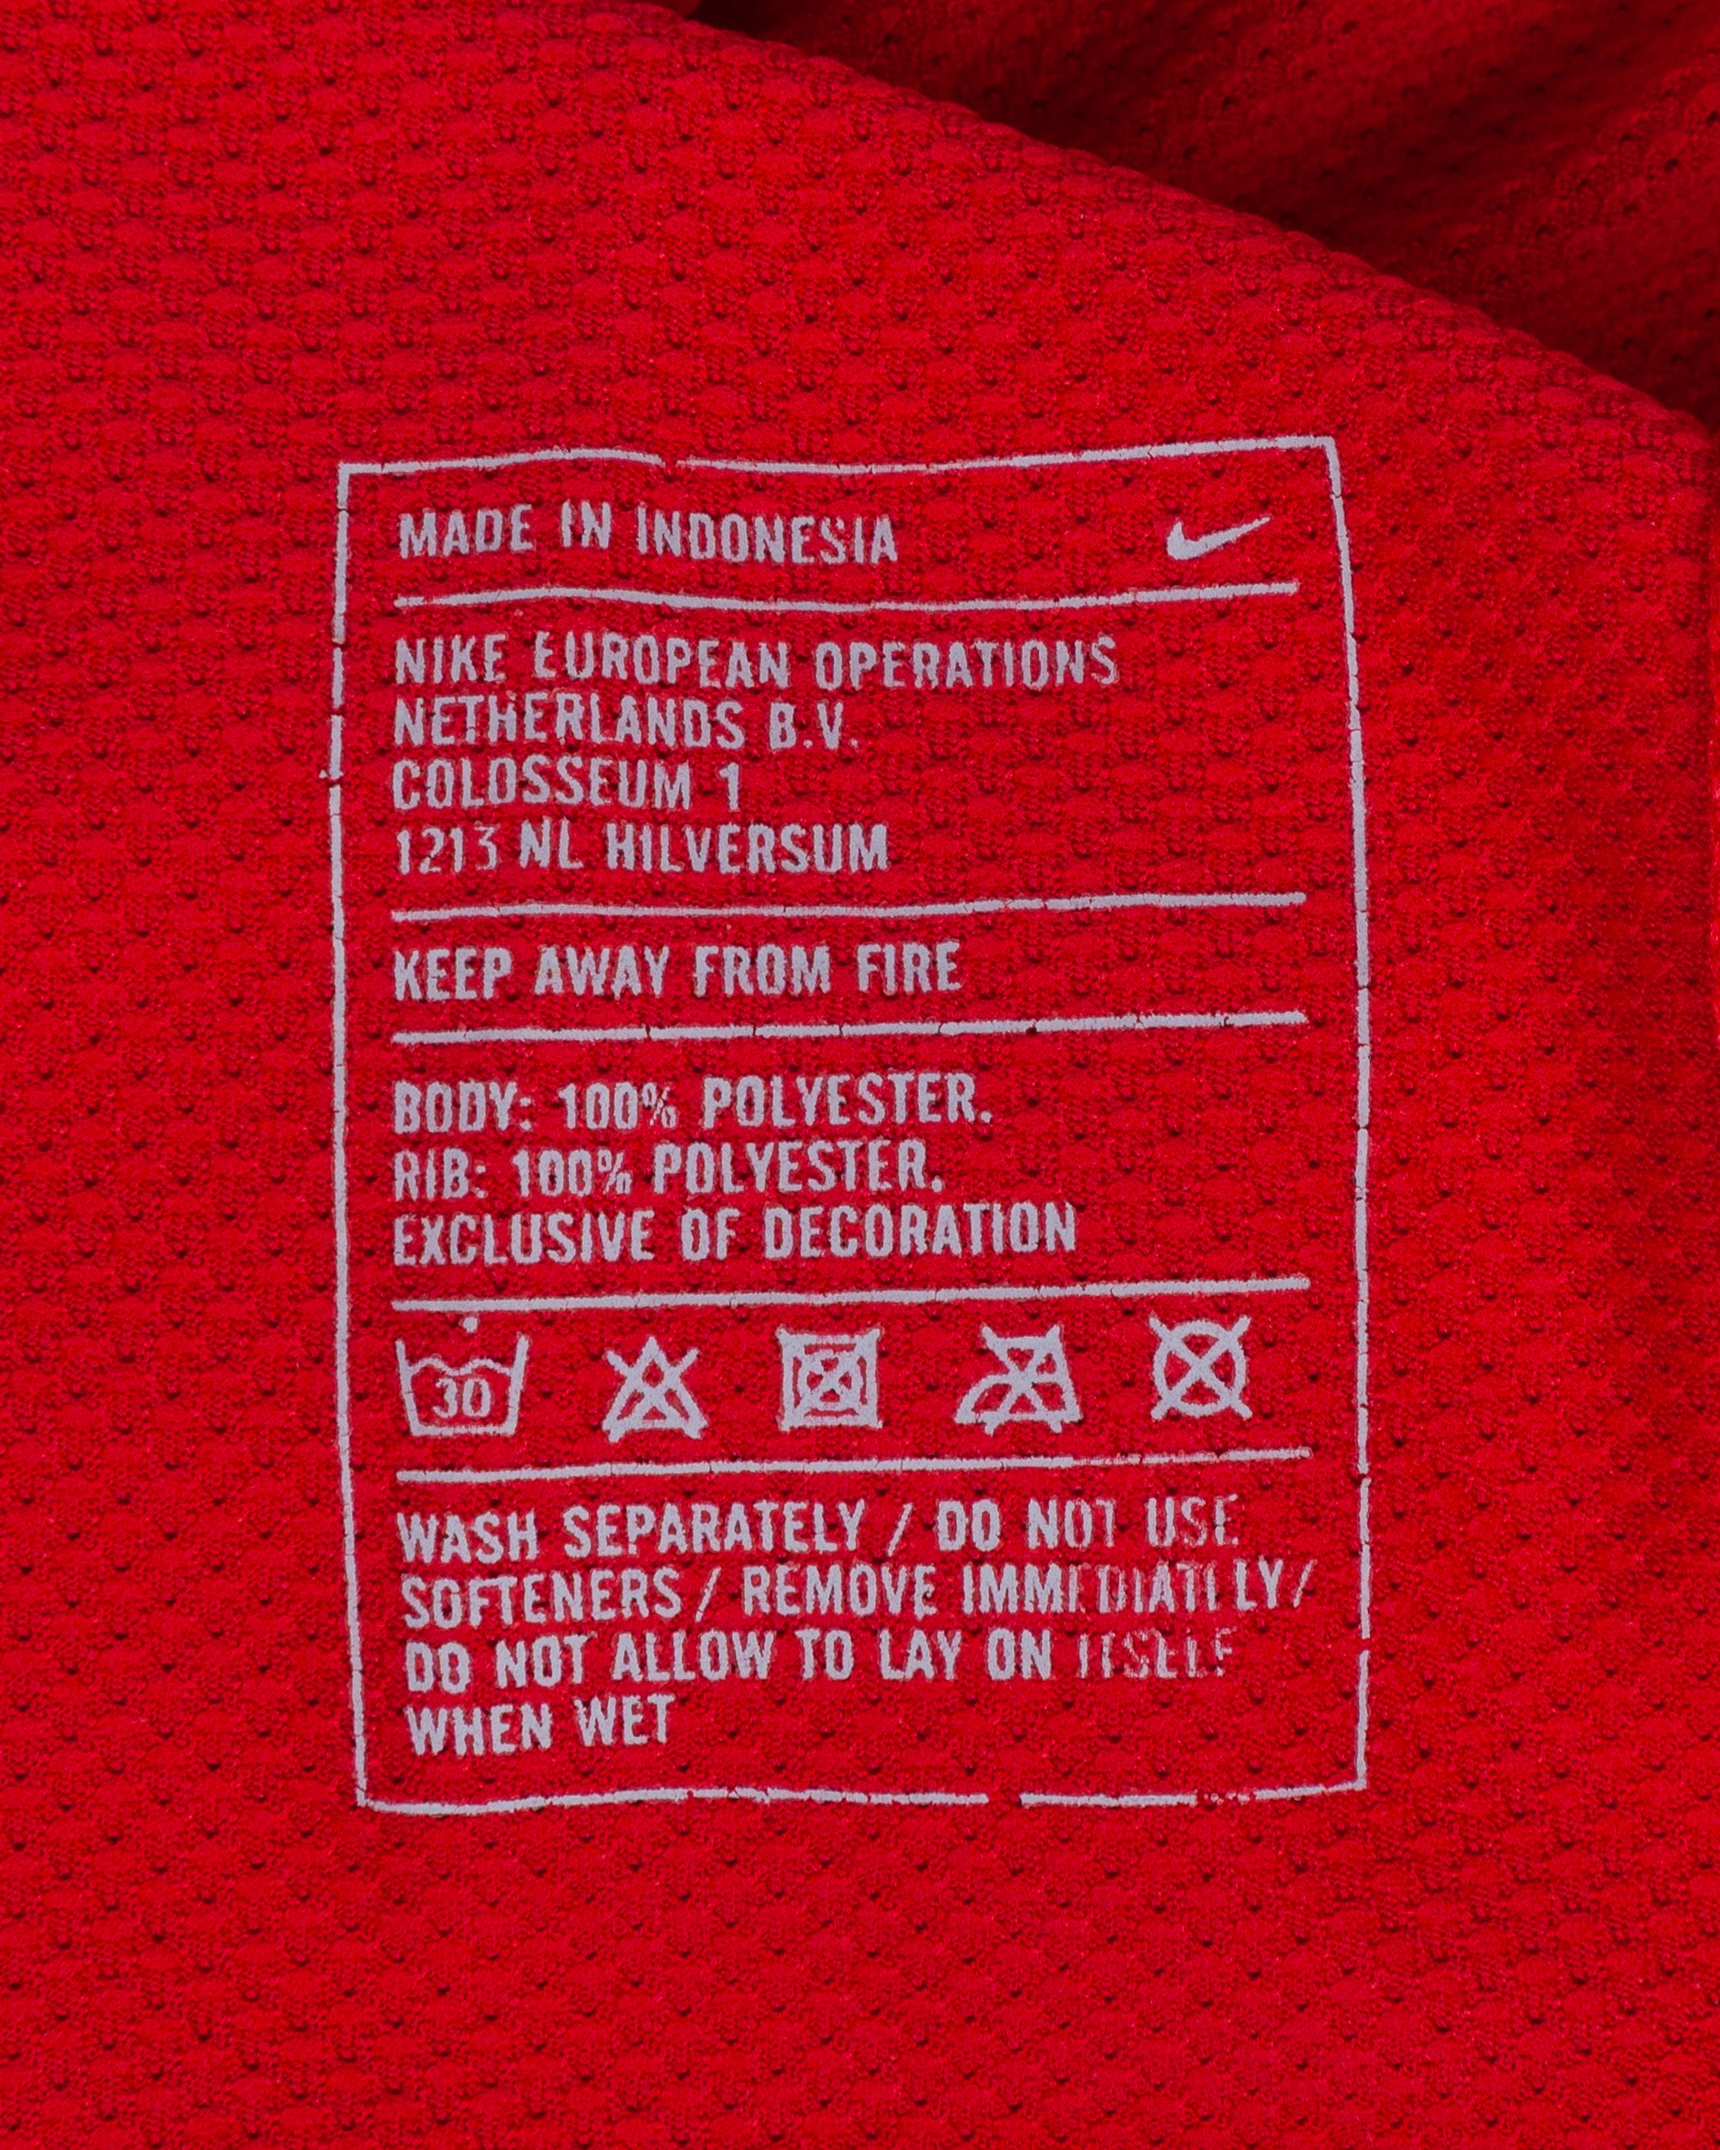 MADE IN INDONESIA
NIKE EUROPEAN OPERATIONS
NETHERLANDS B.V.
COLOSSEUM 1
1213 NL HILVERSUM
KEEP AWAY FROM FIRE
BODY: 100% POLYESTER.
RIB: 100% POLYESTER.
EXCLUSIVE OF DECORATION
30
WASH SEPARATELY / DO NOT USE
SOFTENERS / REMOVE IMMEDIATELY/
DO NOT ALLOW TO LAY ON ITSELF
WHEN WET